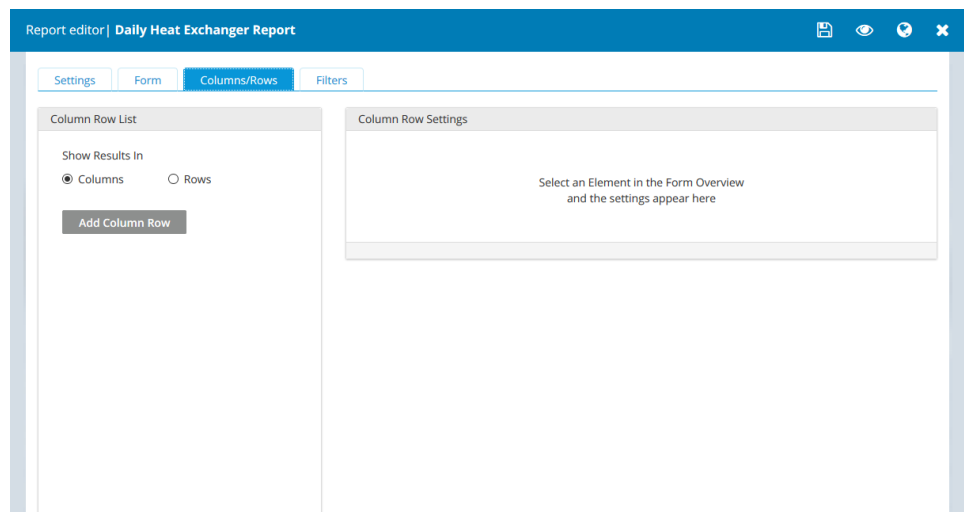 Report editor| Daily Heat Exchanger Report
Settings
Form
Columns/Rows
Filters
Column Row List
Show Results In
Columns
Rows
Add Column Row
Column Row Settings
Select an Element in the Form Overview
and the settings appear here